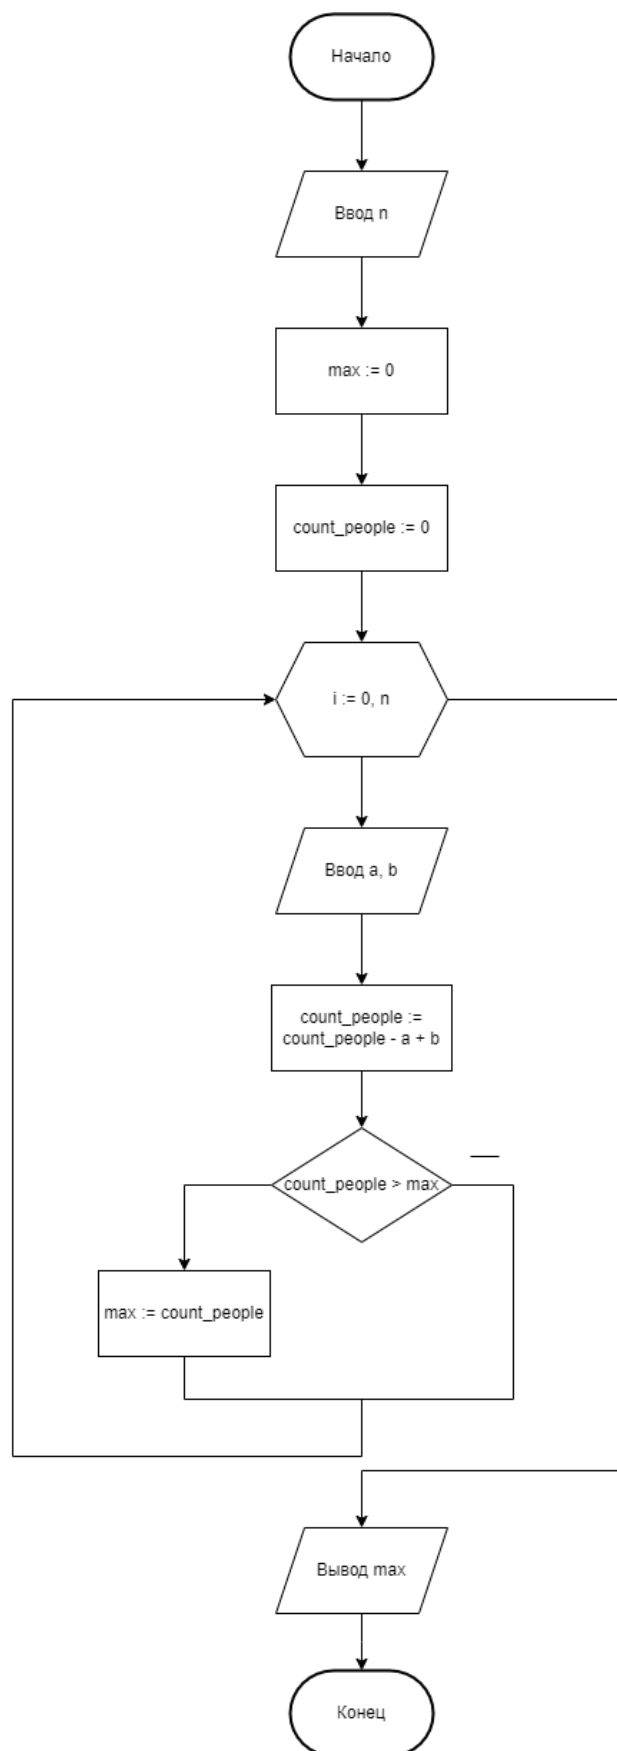 Начало
Ввод n
max := 0
count_people := 0
i := 0, n
Ввод a, b
count_people :=
count_people - a + b
count_people > max
max := count_people
Вывод max
Конец